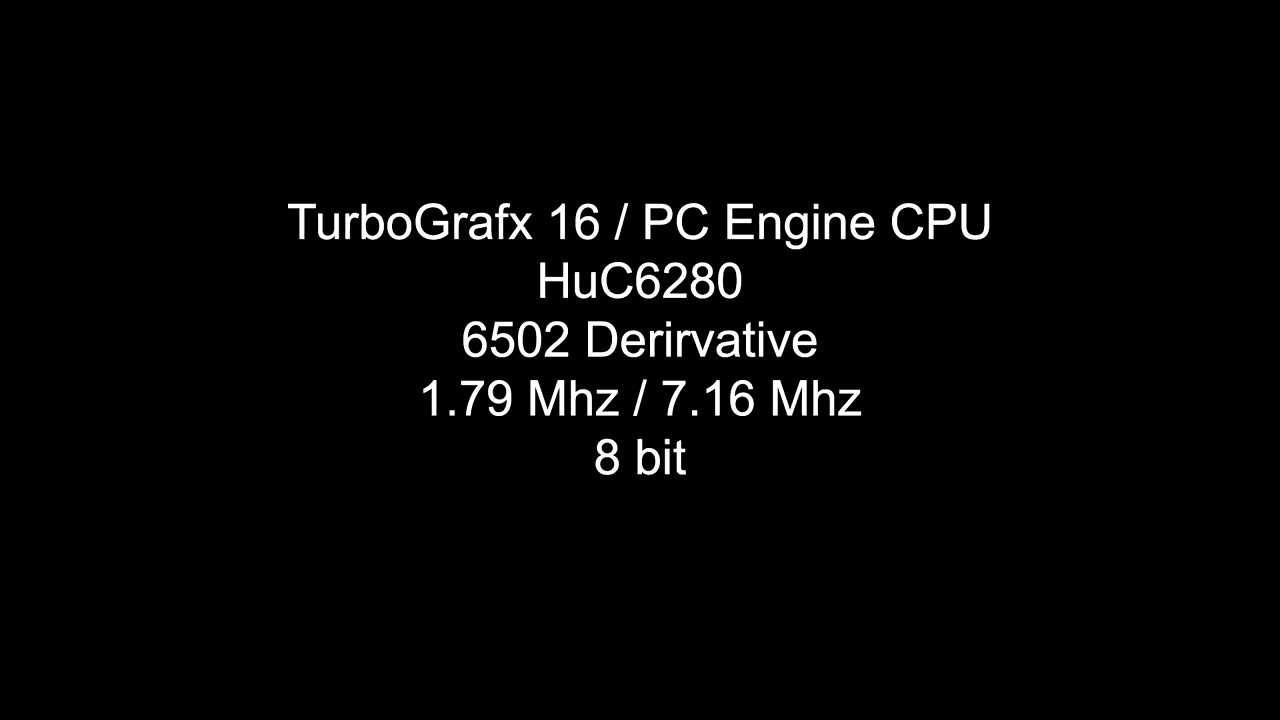 TurboGrafx 16 / PC Engine CPU
HuC6280
6502 Derirvative
1.79 Mhz / 7.16 Mhz
8 bit